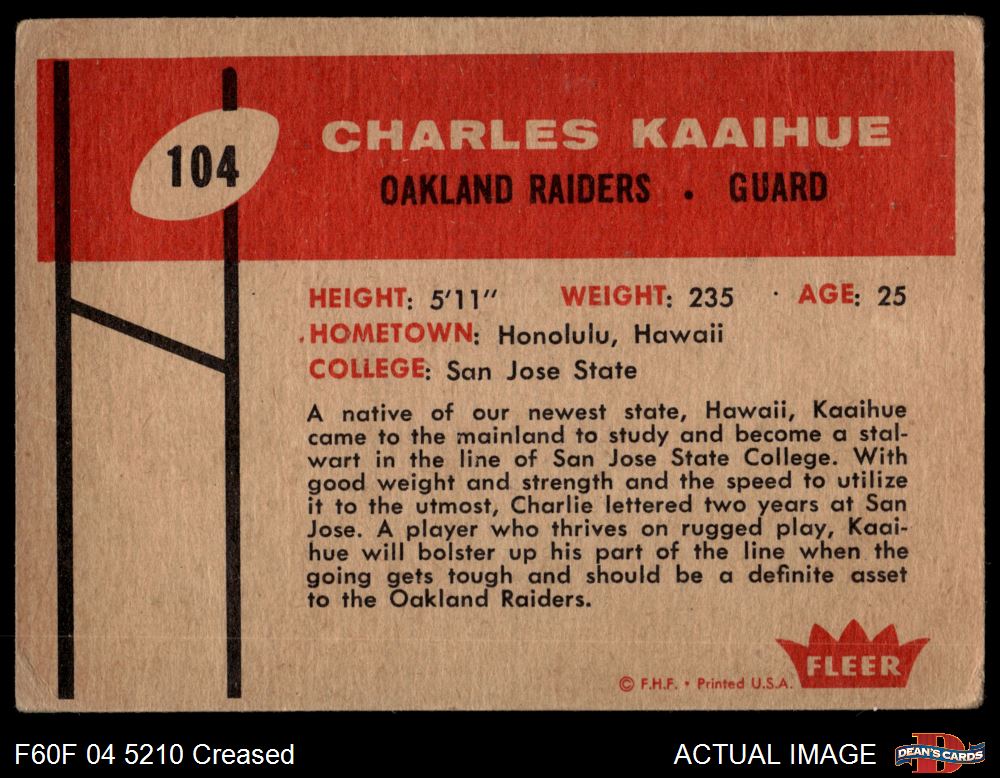 104
CHARLES KAAIHUE
OAKLAND RAIDERS . GUARD
HEIGHT: 5'11" WEIGHT: 235 AGE: 25
HOMETOWN: Honolulu, Hawaii
COLLEGE: San Jose State
A native of our newest state, Hawaii, Kaaihue
came to the mainland to study and become a stal-
wart in the line of San Jose State College. With
good weight and strength and the speed to utilize
it to the utmost, Charlie lettered two years at San
Jose. A player who thrives on rugged play, Kaai-
hue will bolster up his part of the line when the
going gets tough and should be a definite asset
to the Oakland Raiders.
FLEER
© F.H.F. • Printed U.S.A.
F60F 04 5210 Creased
ACTUAL IMAGE
DEAN'S CARDS